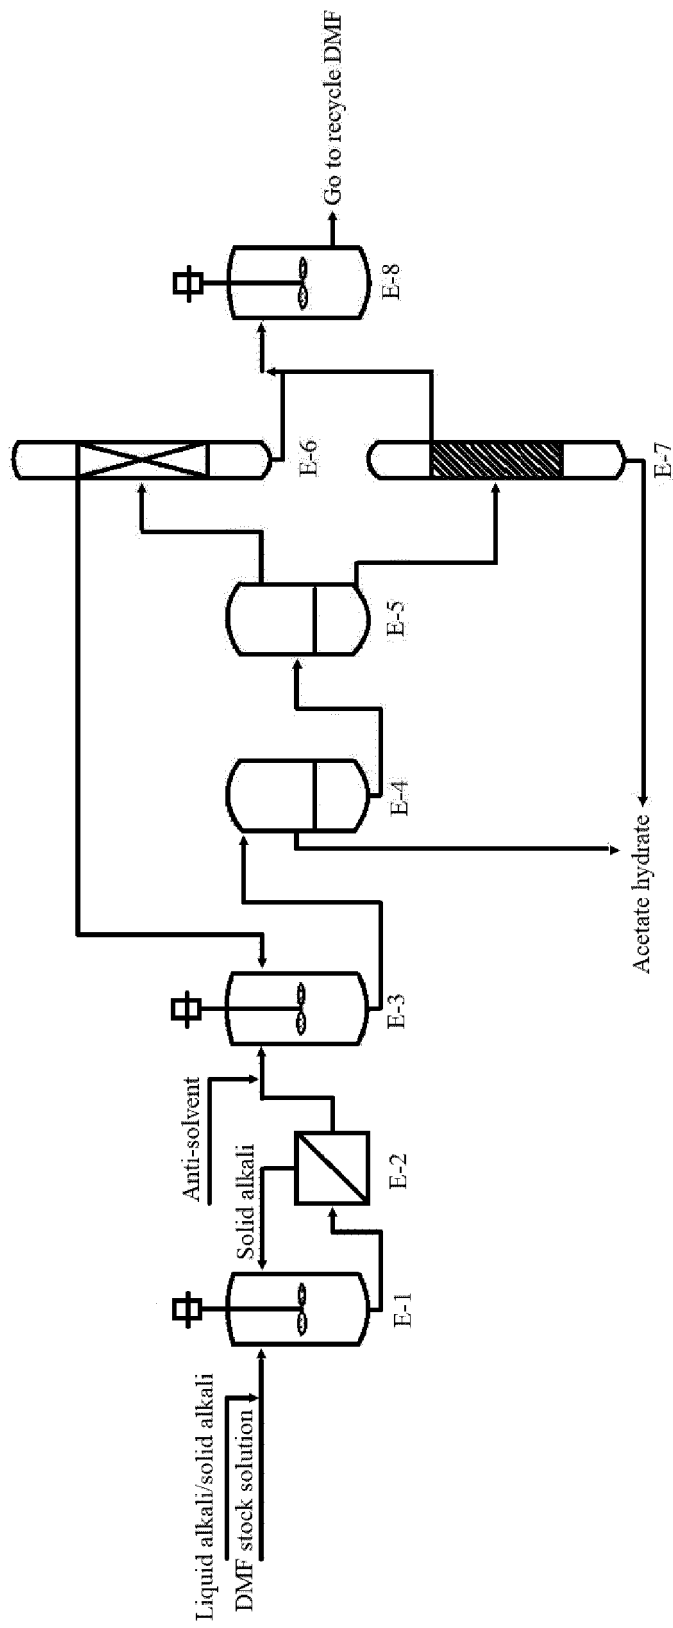 Liquid alkali/solid alkali
DMF stock solution
E-1
Solid alkali
E-2
Anti-solvent
E-3
E-4
Acetate hydrate
E-5
E-6
E-7
E-8
Go to recycle DMF